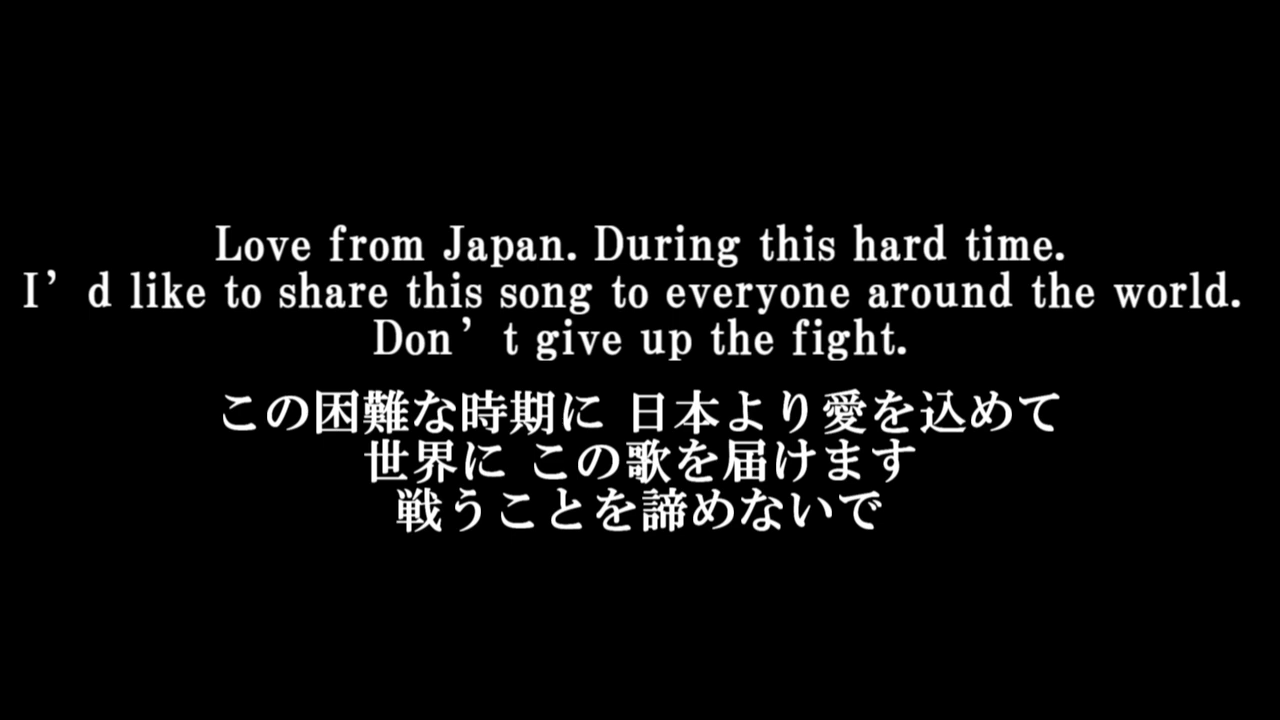 Love from Japan. During this hard time.
I’d like to share this song to everyone around the world.
Don’t give up the fight.
この困難な時期に 日本より愛を込めて
世界に この歌を届けます
戦うことを諦めないで